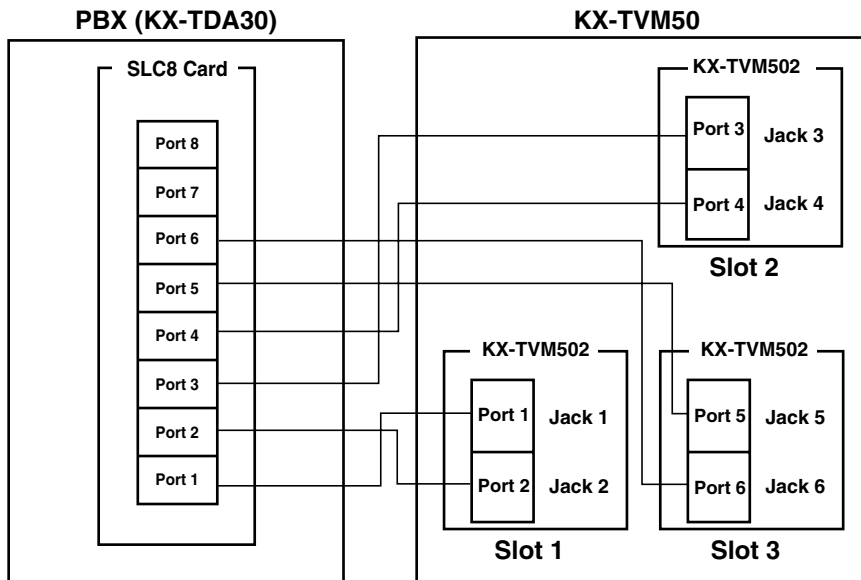 PBX (KX-TDA30)
SLC8 Card
Port 8
Port 7
Port 6
Port 5
Port 4
Port 3
Port 2
Port 1
KX-TVM50
KX-TVM502
Port 3 Jack 3
Port 4 Jack 4
Slot 2
KX-TVM502
Port 1 Jack 1
Port 2 Jack 2
Slot 1
KX-TVM502
Port 5 Jack 5
Port 6 Jack 6
Slot 3